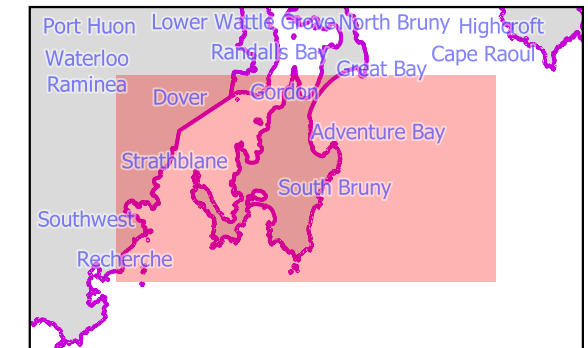 Port Huon
Lower Wattle Grove
North Bruny
Highcroft
Waterloo
Randalls Bay
Cape Raoul
Great Bay
Raminea
Dover
Gordon
Adventure Bay
Strathblane
South Bruny
Southwest
Recherche